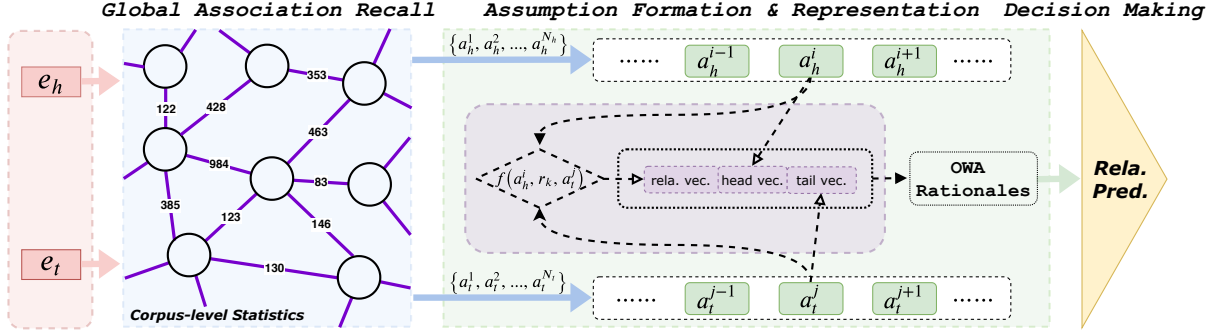 Global Association Recall
Assumption Formation & Representation
Decision Making
e_h
e_t
353
122
428
463
984
83
385
123
146
130
Corpus-level Statistics
{a_h^1, a_h^2, ..., a_h^{N_h}}
{a_t^1, a_t^2, ..., a_t^{N_t}}
...... a_h^{i-1} a_h^i a_h^{i+1} ......
f(a_h^i, r_k, a_t^j)
rela. vec. head vec. tail vec.
OWA
Rationales
Rela.
Pred.
...... a_t^{j-1} a_t^j a_t^{j+1} ......